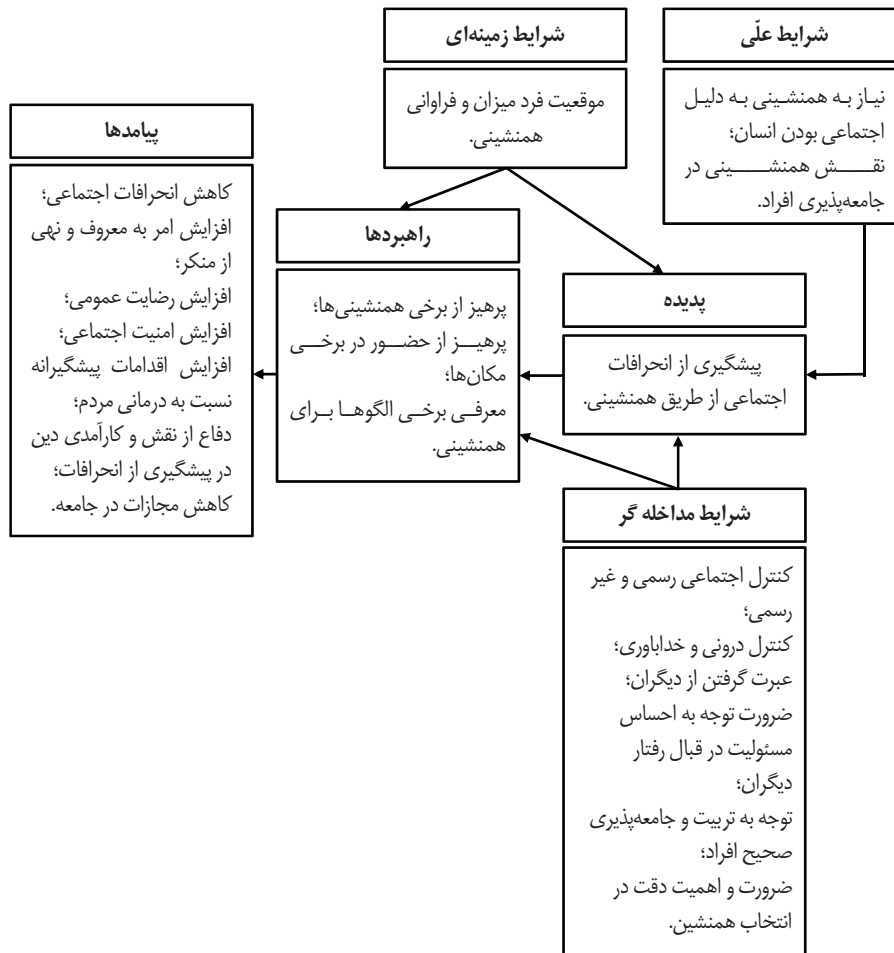 شرایط علّی
نیاز به همنشینی به دلیل
اجتماعی بودن انسان؛
نقش همنشینی در
جامعه‌پذیری افراد.
شرایط زمینه‌ای
موقعیت فرد میزان و فراوانی
همنشینی.
پدیده
پیشگیری از انحرافات
اجتماعی از طریق همنشینی.
شرایط مداخله گر
کنترل اجتماعی رسمی و غیر
رسمی؛
کنترل درونی و خداباوری؛
عبرت گرفتن از دیگران؛
ضرورت توجه به احساس
مسئولیت در قبال رفتار
دیگران؛
توجه به تربیت و جامعه‌پذیری
صحیح افراد؛
ضرورت و اهمیت دقت در
انتخاب همنشین.
راهبردها
پرهیز از برخی همنشینی‌ها؛
پرهیز از حضور در برخی
مکان‌ها؛
معرفی برخی الگوها برای
همنشینی.
پیامدها
کاهش انحرافات اجتماعی؛
افزایش امر به معروف و نهی
از منکر؛
افزایش رضایت عمومی؛
افزایش امنیت اجتماعی؛
افزایش اقدامات پیشگیرانه
نسبت به درمانی مردم؛
دفاع از نقش و کارآمدی دین
در پیشگیری از انحرافات؛
کاهش مجازات در جامعه.